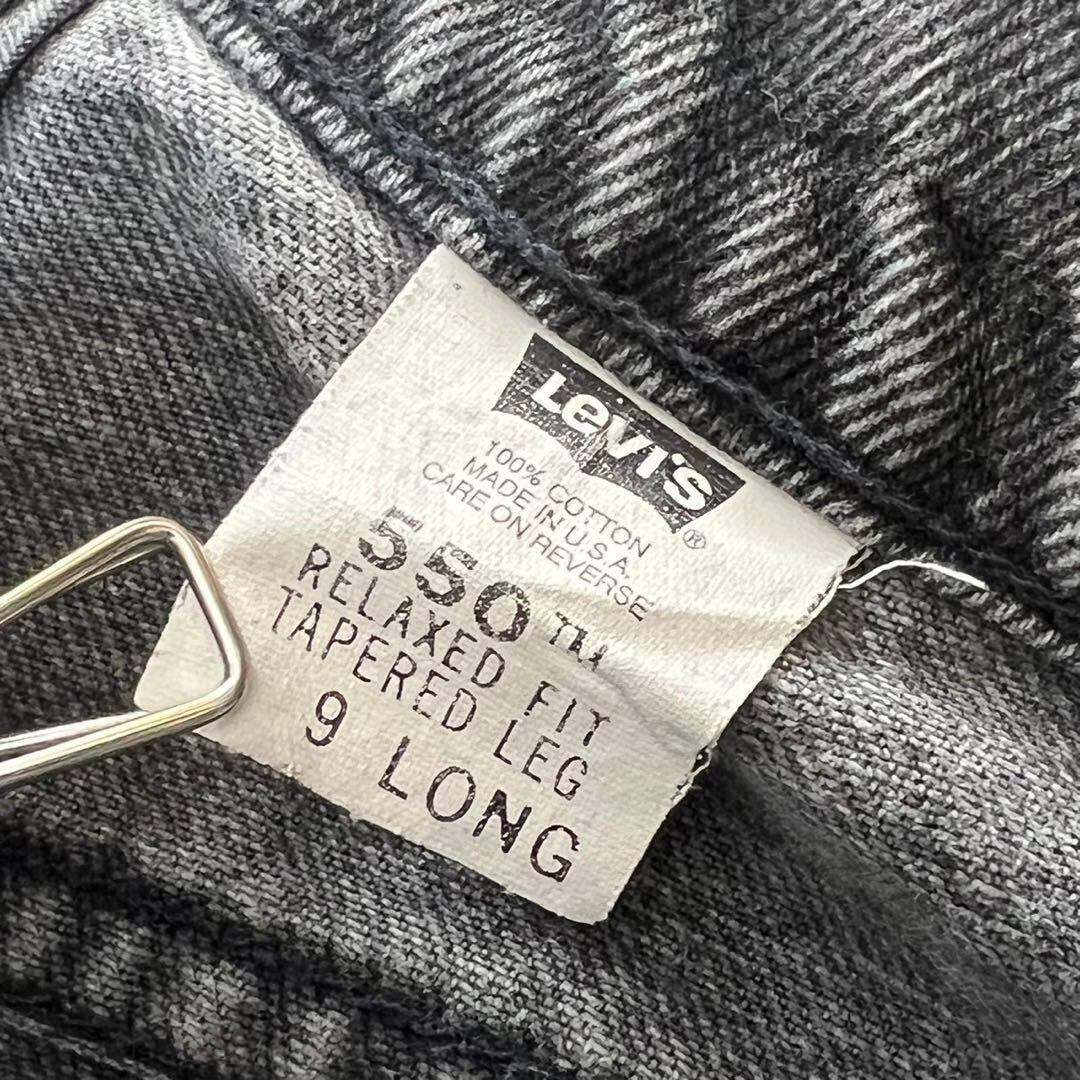 Levi's®
100% COTTON
MADE IN U.S.A.
CARE ON REVERSE
550™
RELAXED FIT
TAPERED LEG
9 LONG